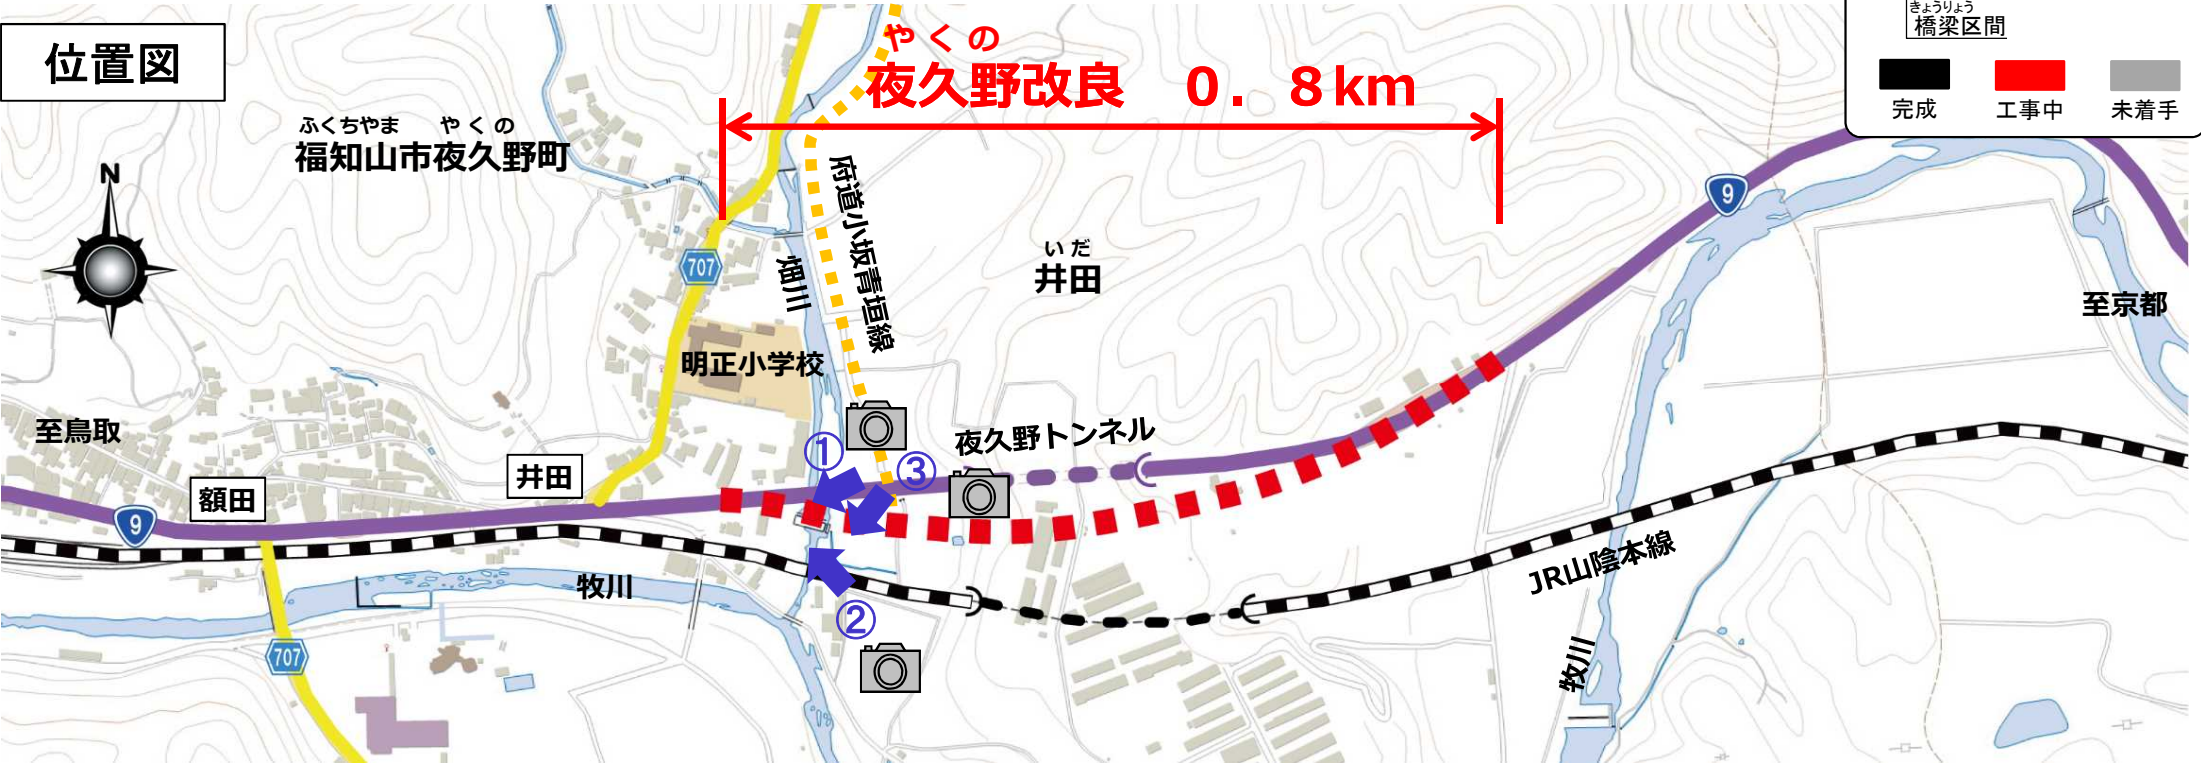 位置図
きょうりょう
橋梁区間
完成
工事中
未着手
やくの
夜久野改良 0.8km
ふくちやま やくの
福知山市夜久野町
N
府道小坂青垣線
9
707
畑川
いだ
井田
至京都
明正小学校
至鳥取
夜久野トンネル
①
③
井田
額田
9
JR山陰本線
牧川
②
707
牧川